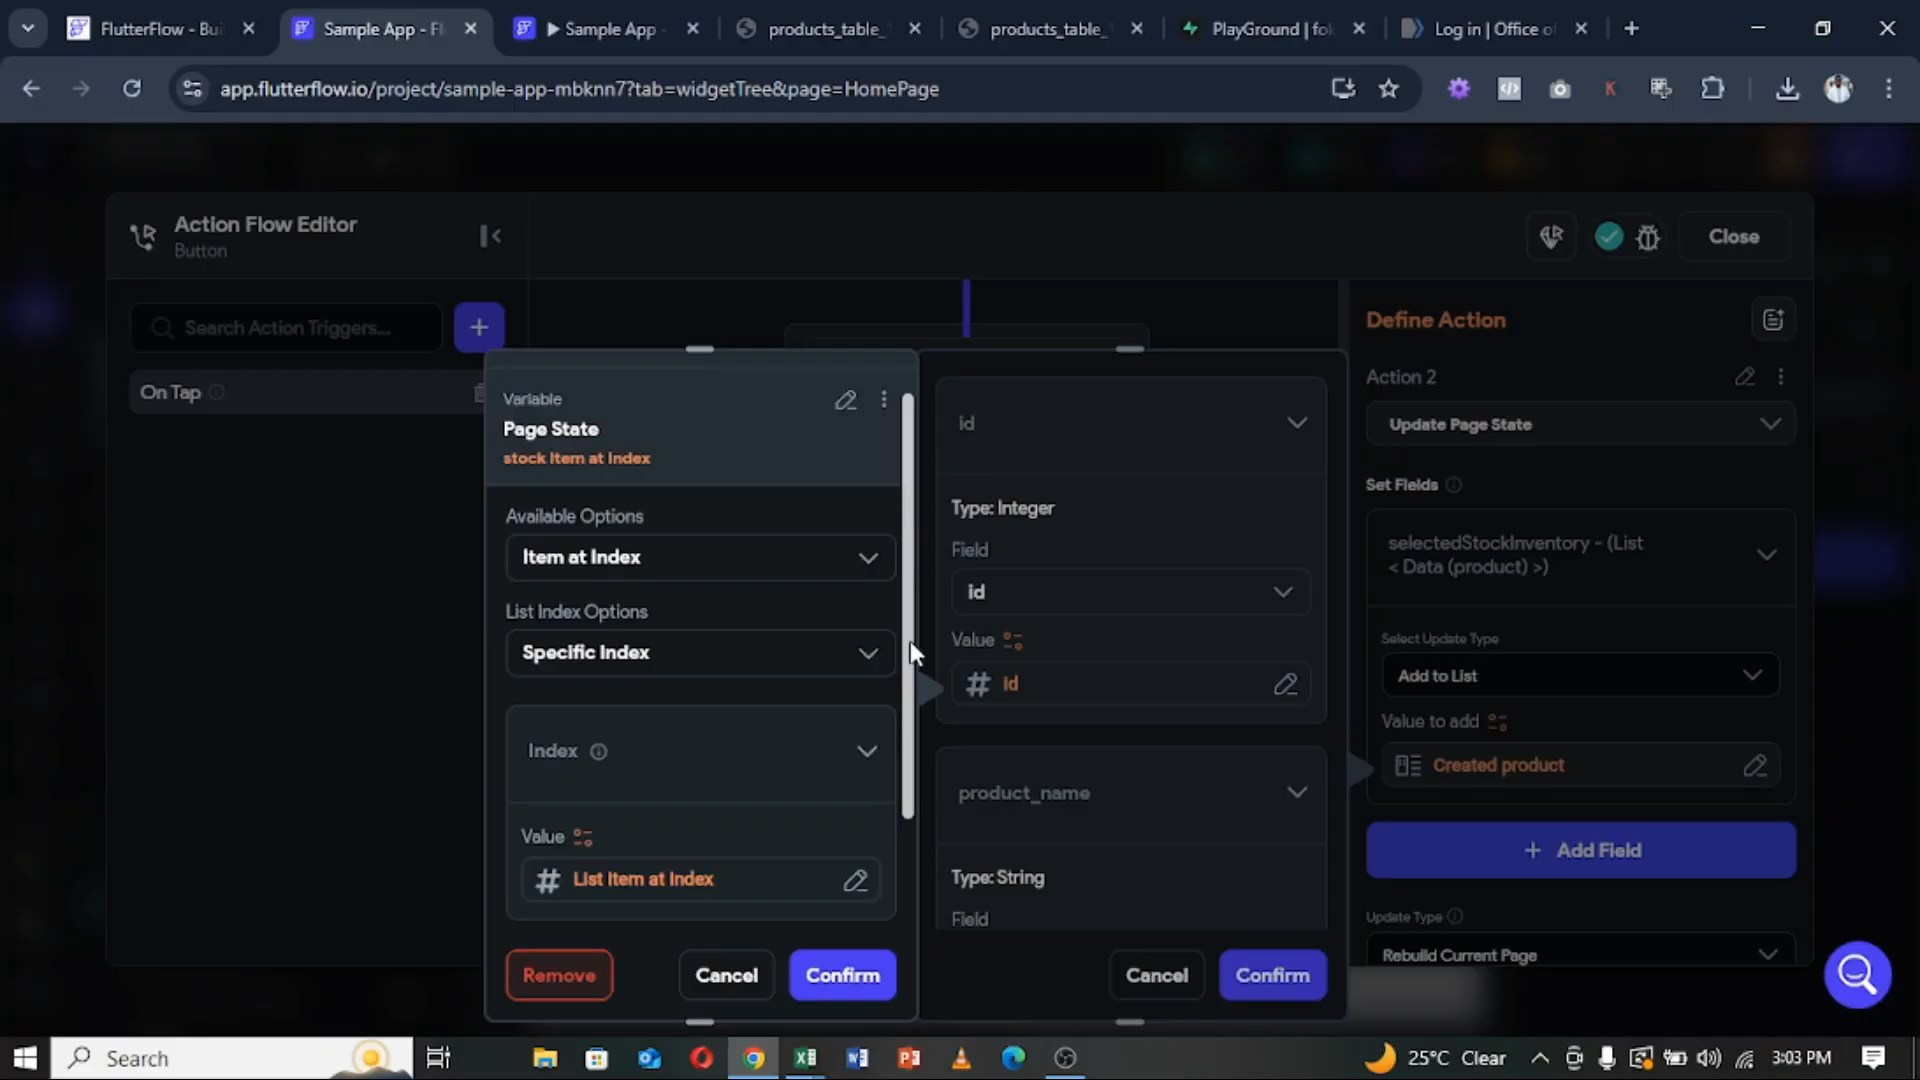 FlutterFlow - Bui
Sample App - Fl
Sample App -
products_table_
products_table_
PlayGround | fok
Log in | Office of
app.flutterflow.io/project/sample-app-mbknn7?tab=widgetTree&page=HomePage
Action Flow Editor
Button
Close
Search Action Triggers...
On Tap
Variable
Page State
stock Item at Index
Available Options
Item at Index
List Index Options
Specific Index
Index
Value
List Item at Index
Remove
Cancel
Confirm
id
Type: Integer
Field
id
Value
id
product_name
Type: String
Field
Cancel
Confirm
Define Action
Action 2
Update Page State
Set Fields
selectedStockInventory - (List
< Data (product) >)
Select Update Type
Add to List
Value to add
Created product
+ Add Field
Update Type
Rebuild Current Page
Search
25°C Clear
3:03 PM